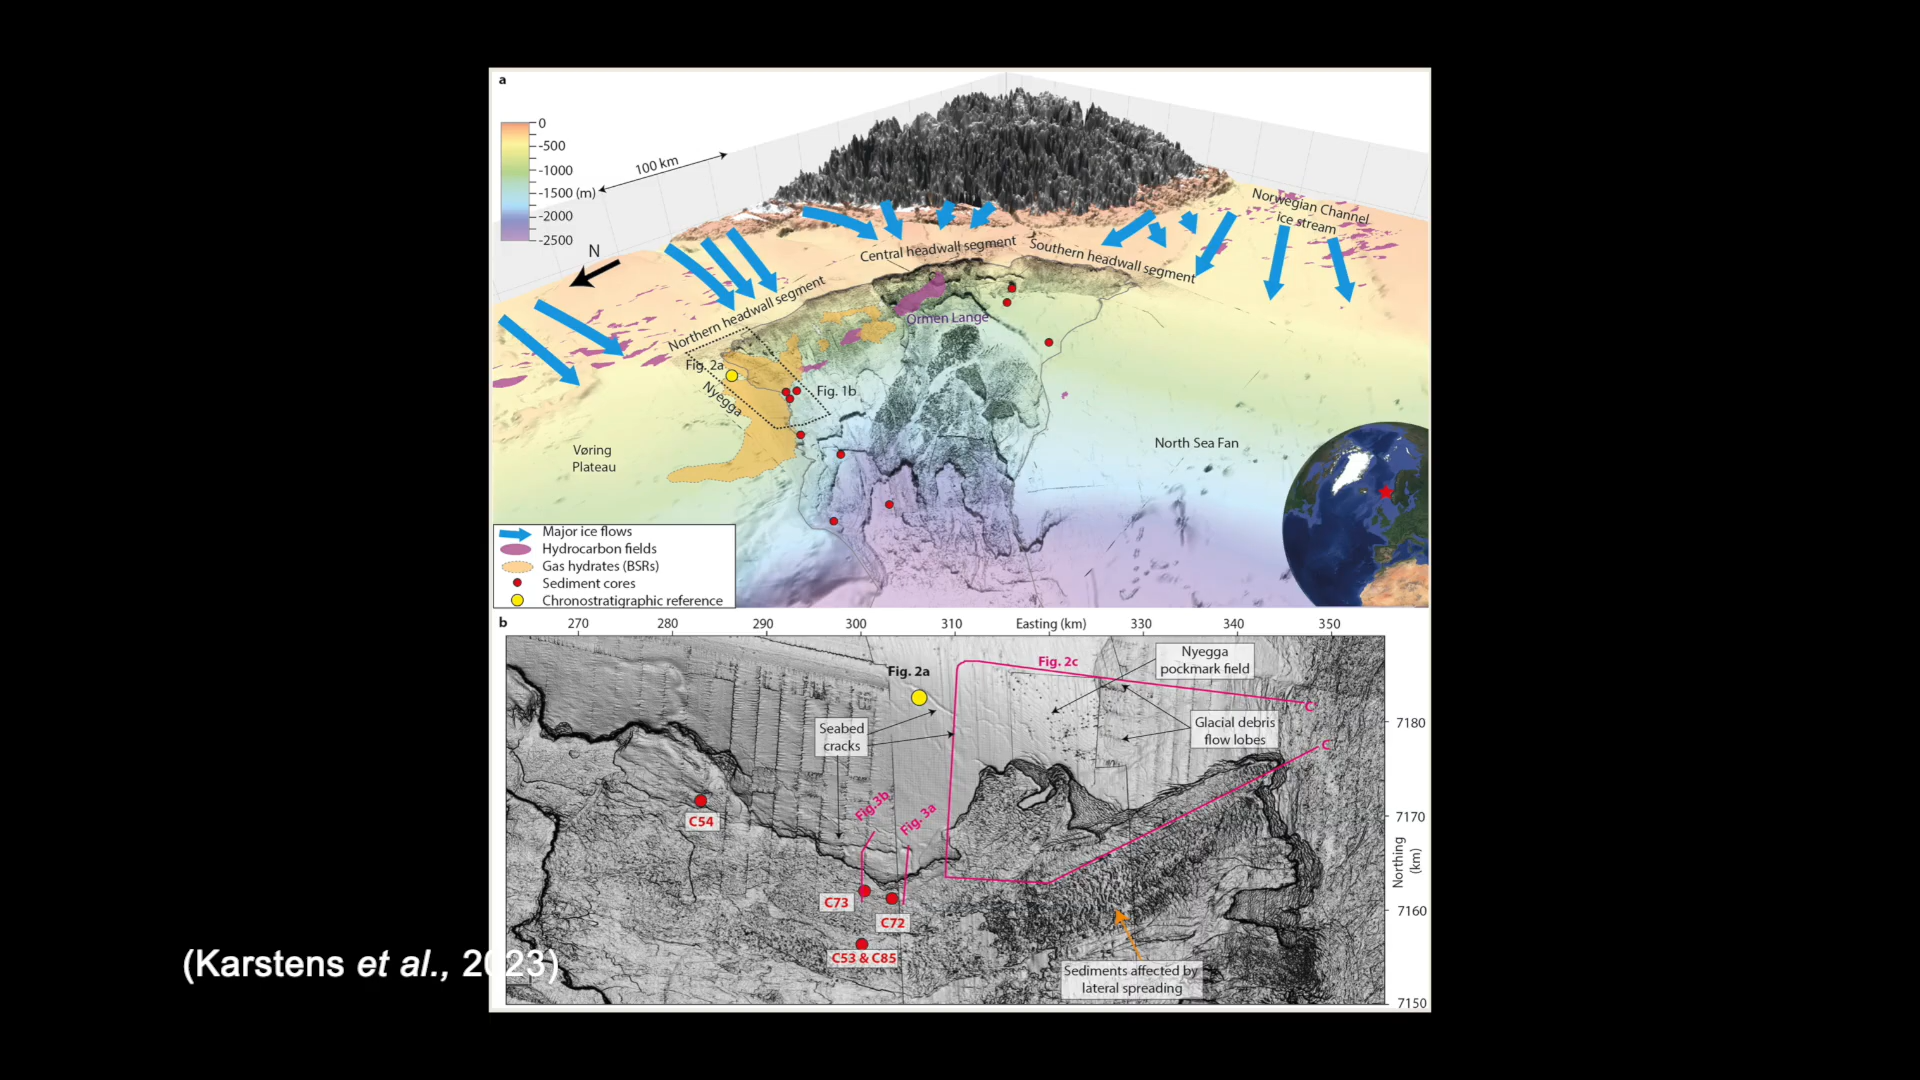 a
0
-500
-1000
-1500 (m)
-2000
-2500
100 km
N
Norwegian Channel
ice stream
Central headwall segment
Southern headwall segment
Northern headwall segment
Ormen Lange
Fig. 2a
Nyegga
Fig. 1b
Vøring
Plateau
North Sea Fan
Major ice flows
Hydrocarbon fields
Gas hydrates (BSRs)
Sediment cores
Chronostratigraphic reference
b
270 280 290 300 310 Easting (km) 330 340 350
Nyegga
pockmark field
Fig. 2c
Fig. 2a
C'
Seabed
cracks
Glacial debris
flow lobes
7180
C
Fig.3b
Fig. 3a
C54
7170
Northing
(km)
C73
C72
7160
C53 & C85
Sediments affected by
lateral spreading
7150
(Karstens et al., 2023)